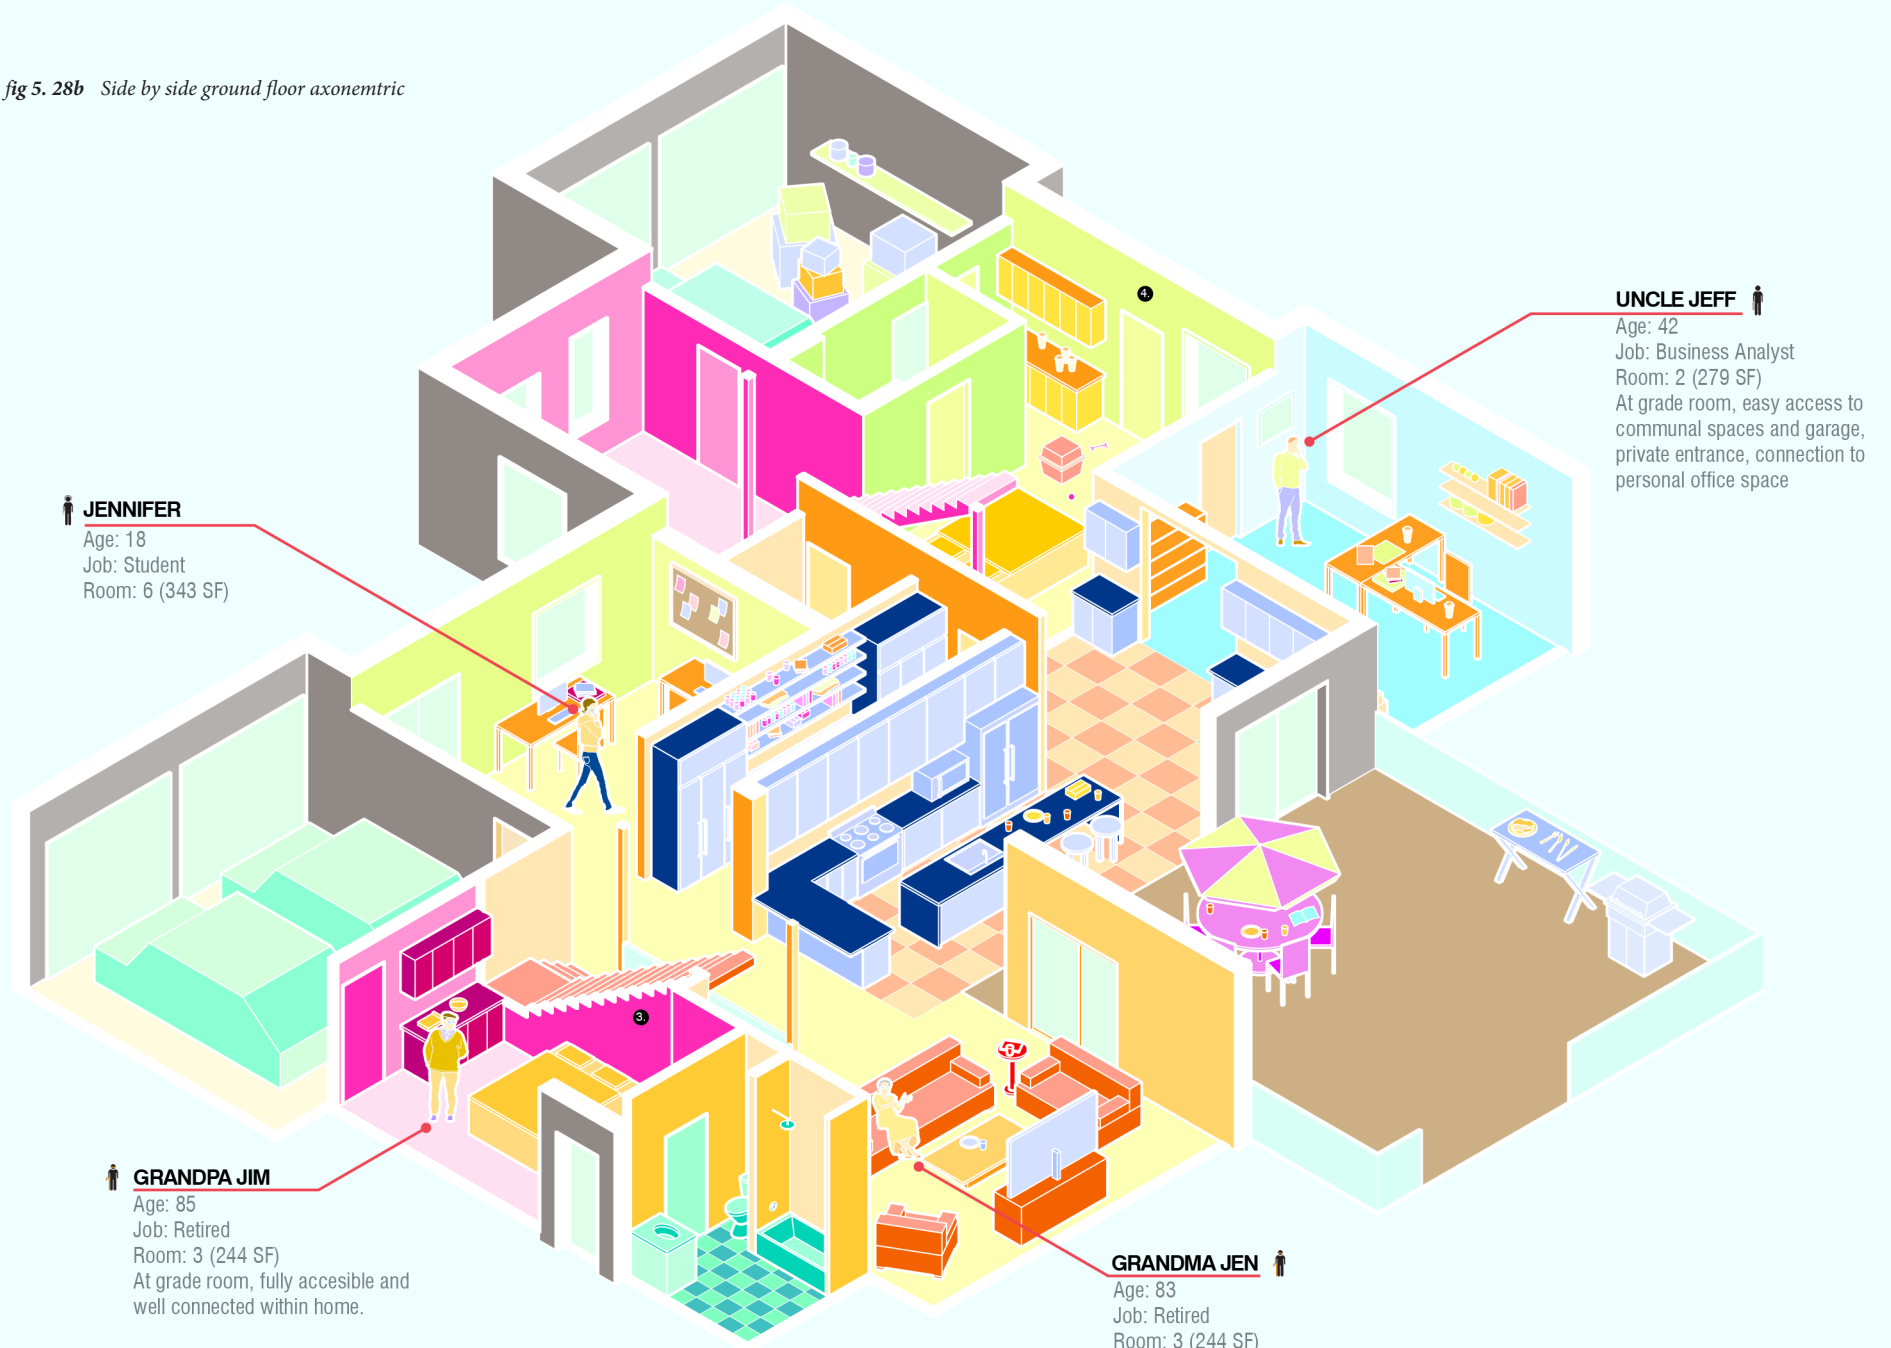 fig 5. 28b Side by side ground floor axonemtric
4.
UNCLE JEFF
Age: 42
Job: Business Analyst
Room: 2 (279 SF)
At grade room, easy access to
communal spaces and garage,
private entrance, connection to
personal office space
JENNIFER
Age: 18
Job: Student
Room: 6 (343 SF)
3.
GRANDPA JIM
Age: 85
Job: Retired
Room: 3 (244 SF)
At grade room, fully accesible and
well connected within home.
GRANDMA JEN
Age: 83
Job: Retired
Room: 3 (244 SF)